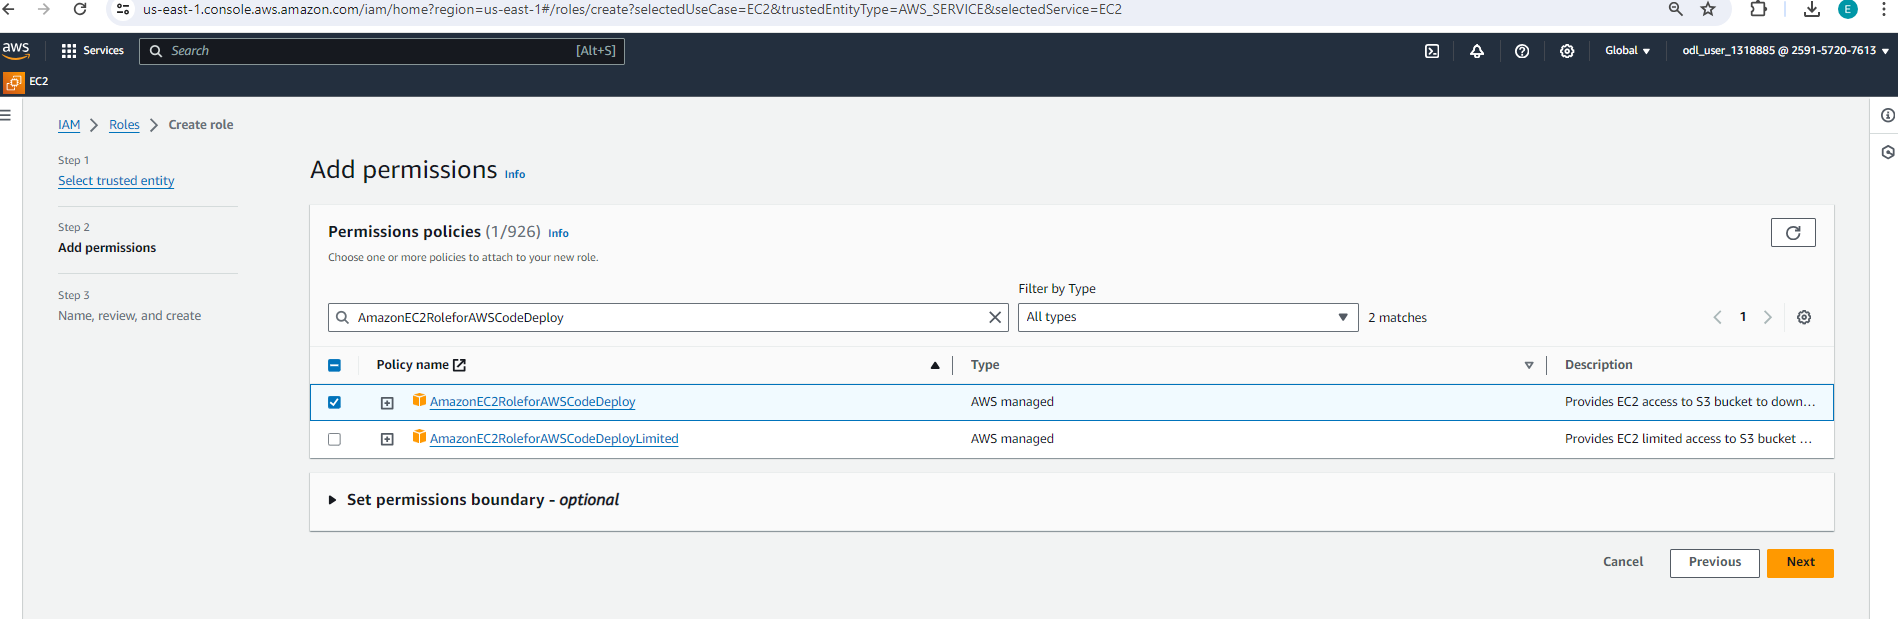 us-east-1.console.aws.amazon.com/iam/home?region=us-east-1#/roles/create?selectedUseCase=EC2&trustedEntityType=AWS_SERVICE&selectedService=EC2
E
aws
Services
Search
[Alt+S]
Global
odl_user_1318885 @ 2591-5720-7613
EC2
IAM
Roles
Create role
Step 1
Select trusted entity
Step 2
Add permissions
Step 3
Name, review, and create
Add permissions Info
Permissions policies (1/926) Info
Choose one or more policies to attach to your new role.
Filter by Type
AmazonEC2RoleforAWSCodeDeploy
All types
2 matches
1
Policy name
Type
Description
AmazonEC2RoleforAWSCodeDeploy
AWS managed
Provides EC2 access to S3 bucket to down…
AmazonEC2RoleforAWSCodeDeployLimited
AWS managed
Provides EC2 limited access to S3 bucket …
Set permissions boundary - optional
Cancel
Previous
Next